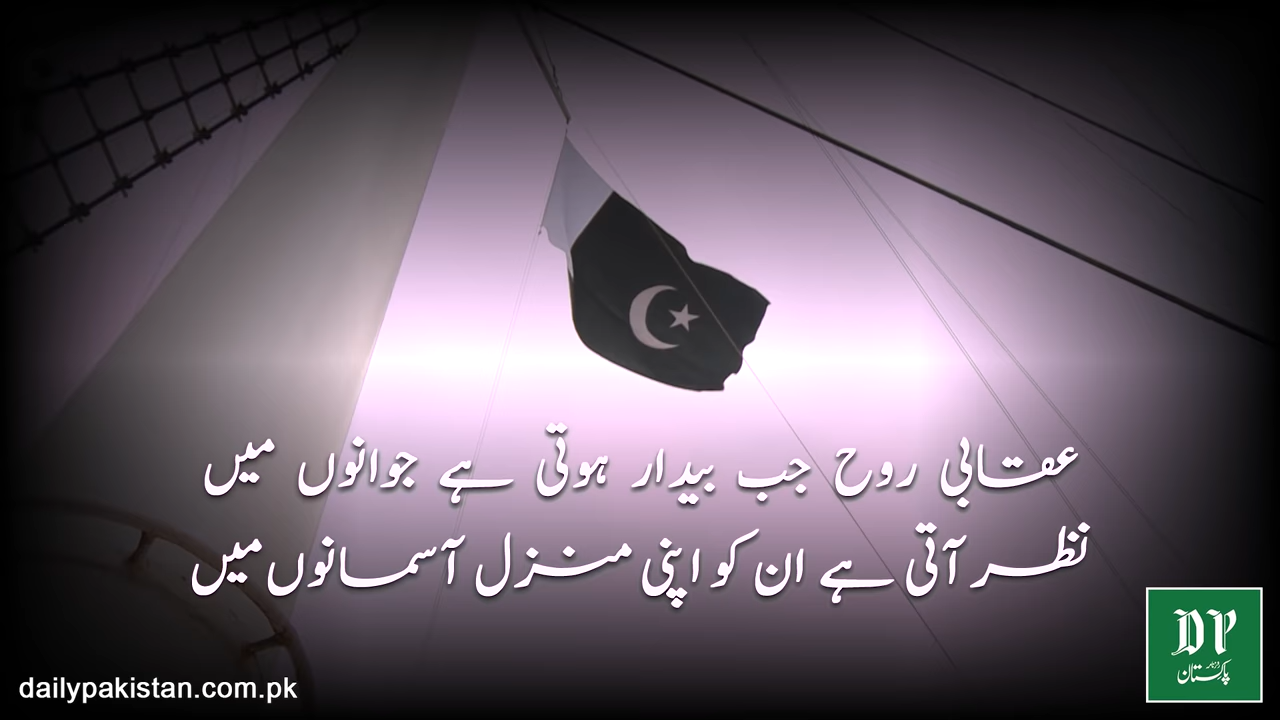 عقابی روح جب بیدار ہوتی ہے جوانوں میں
نظر آتی ہے ان کو اپنی منزل آسمانوں میں
DP
روزنامہ
پاکستان
dailypakistan.com.pk